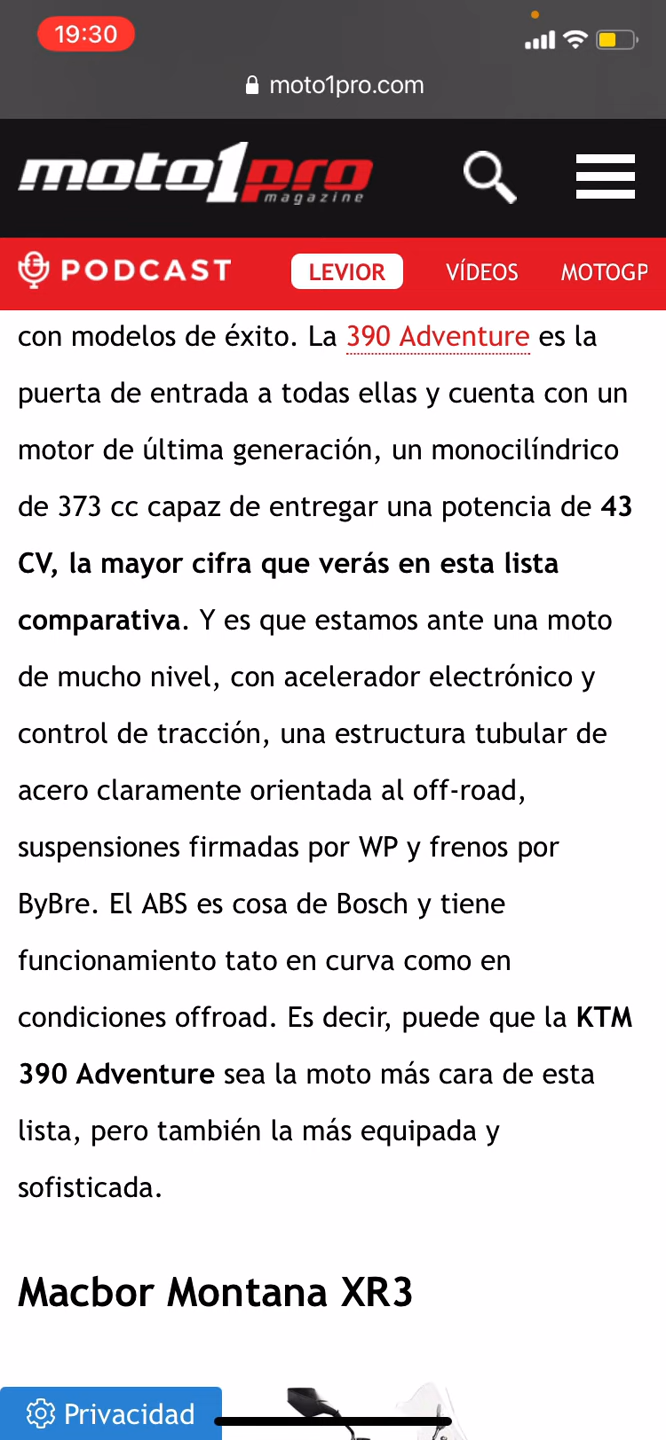 19:30
moto1pro.com
moto1pro
magazine
PODCAST LEVIOR VÍDEOS MOTOGP
con modelos de éxito. La 390 Adventure es la
puerta de entrada a todas ellas y cuenta con un
motor de última generación, un monocilíndrico
de 373 cc capaz de entregar una potencia de 43
CV, la mayor cifra que verás en esta lista
comparativa. Y es que estamos ante una moto
de mucho nivel, con acelerador electrónico y
control de tracción, una estructura tubular de
acero claramente orientada al off-road,
suspensiones firmadas por WP y frenos por
ByBre. El ABS es cosa de Bosch y tiene
funcionamiento tato en curva como en
condiciones offroad. Es decir, puede que la KTM
390 Adventure sea la moto más cara de esta
lista, pero también la más equipada y
sofisticada.
Macbor Montana XR3
Privacidad